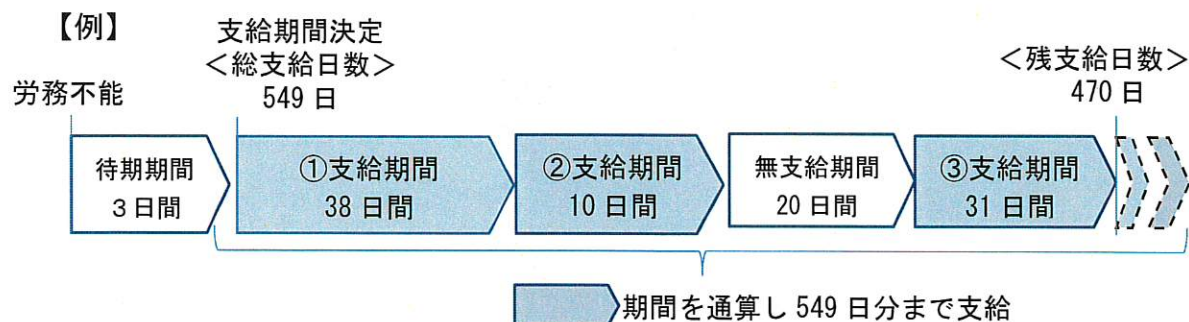 【例】
支給期間決定
＜総支給日数＞
549 日
＜残支給日数＞
470 日
労務不能
待期期間
３日間
①支給期間
38 日間
②支給期間
10 日間
無支給期間
20 日間
③支給期間
31 日間
期間を通算し 549 日分まで支給